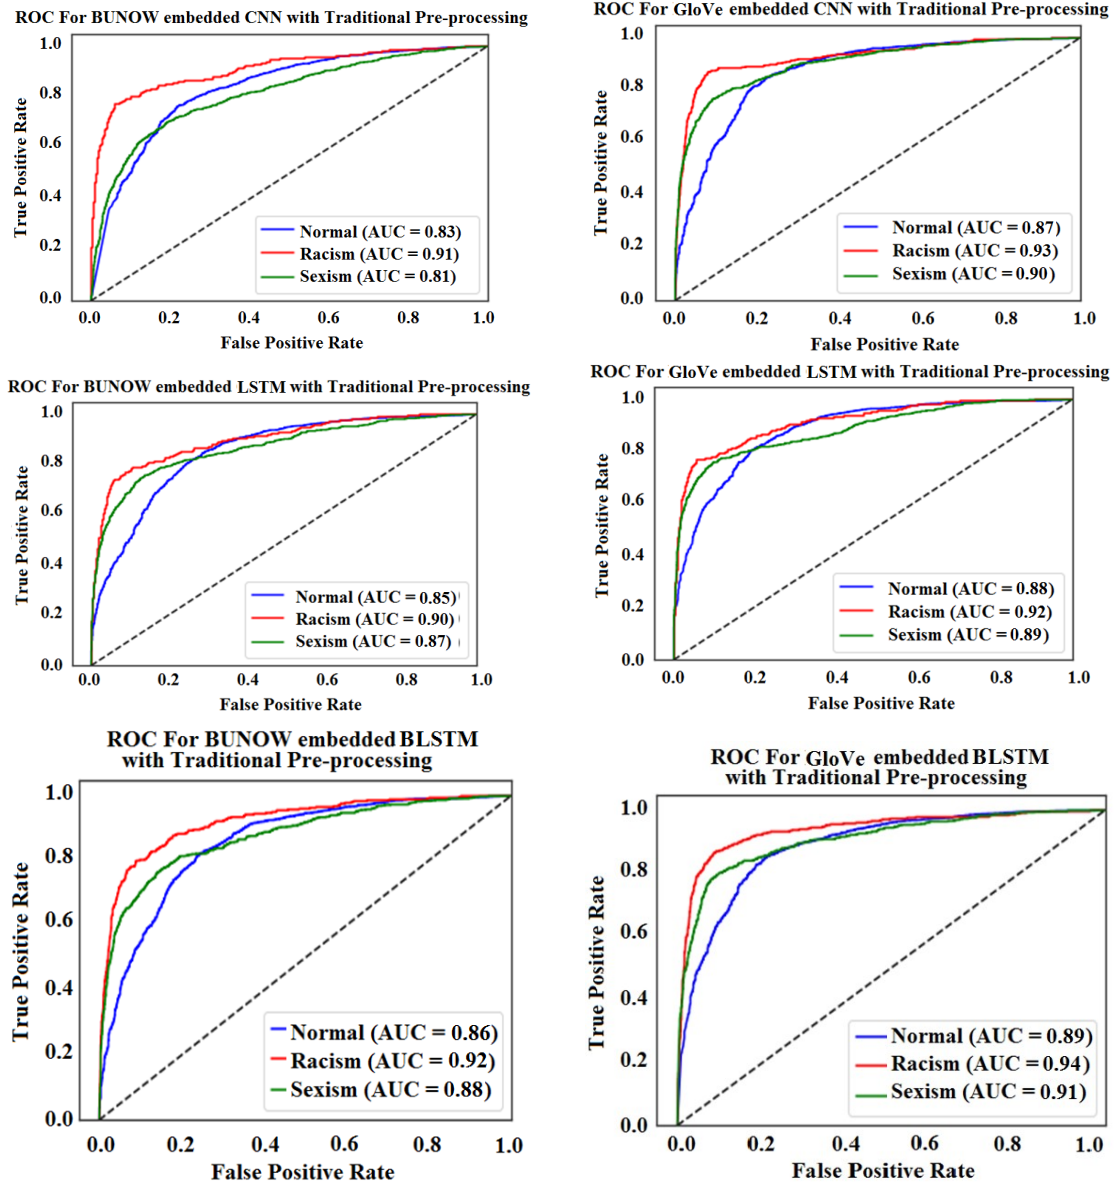 ROC For BUNOW embedded CNN with Traditional Pre-processing
True Positive Rate
1.0
0.8
0.6
0.4
0.2
0.0
Normal (AUC = 0.83)
Racism (AUC = 0.91)
Sexism (AUC = 0.81)
0.0 0.2 0.4 0.6 0.8 1.0
False Positive Rate
ROC For GloVe embedded CNN with Traditional Pre-processing
True Positive Rate
1.0
0.8
0.6
0.4
0.2
0.0
Normal (AUC = 0.87)
Racism (AUC = 0.93)
Sexism (AUC = 0.90)
0.0 0.2 0.4 0.6 0.8 1.0
False Positive Rate
ROC For BUNOW embedded LSTM with Traditional Pre-processing
True Positive Rate
1.0
0.8
0.6
0.4
0.2
0.0
Normal (AUC = 0.85)
Racism (AUC = 0.90)
Sexism (AUC = 0.87)
0.0 0.2 0.4 0.6 0.8 1.0
False Positive Rate
ROC For GloVe embedded LSTM with Traditional Pre-processing
True Positive Rate
1.0
0.8
0.6
0.4
0.2
0.0
Normal (AUC = 0.88)
Racism (AUC = 0.92)
Sexism (AUC = 0.89)
0.0 0.2 0.4 0.6 0.8 1.0
False Positive Rate
ROC For BUNOW embedded BLSTM
with Traditional Pre-processing
True Positive Rate
1.0
0.8
0.6
0.4
0.2
0.0
Normal (AUC = 0.86)
Racism (AUC = 0.92)
Sexism (AUC = 0.88)
0.0 0.2 0.4 0.6 0.8 1.0
False Positive Rate
ROC For GloVe embedded BLSTM
with Traditional Pre-processing
True Positive Rate
1.0
0.8
0.6
0.4
0.2
0.0
Normal (AUC = 0.89)
Racism (AUC = 0.94)
Sexism (AUC = 0.91)
0.0 0.2 0.4 0.6 0.8 1.0
False Positive Rate